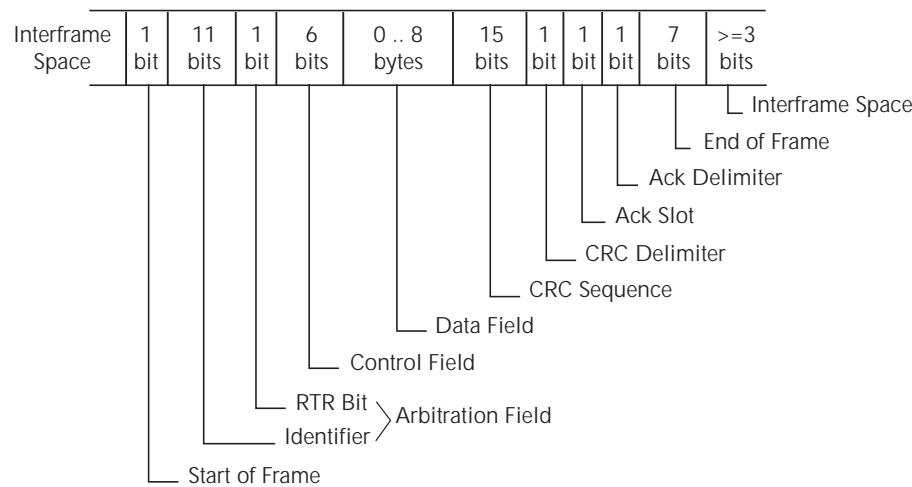 Interframe Space
1 bit
11 bits
1 bit
6 bits
0 .. 8 bytes
15 bits
1 bit
1 bit
1 bit
7 bits
>=3 bits
Interframe Space
End of Frame
Ack Delimiter
Ack Slot
CRC Delimiter
CRC Sequence
Data Field
Control Field
RTR Bit
Arbitration Field
Identifier
Start of Frame